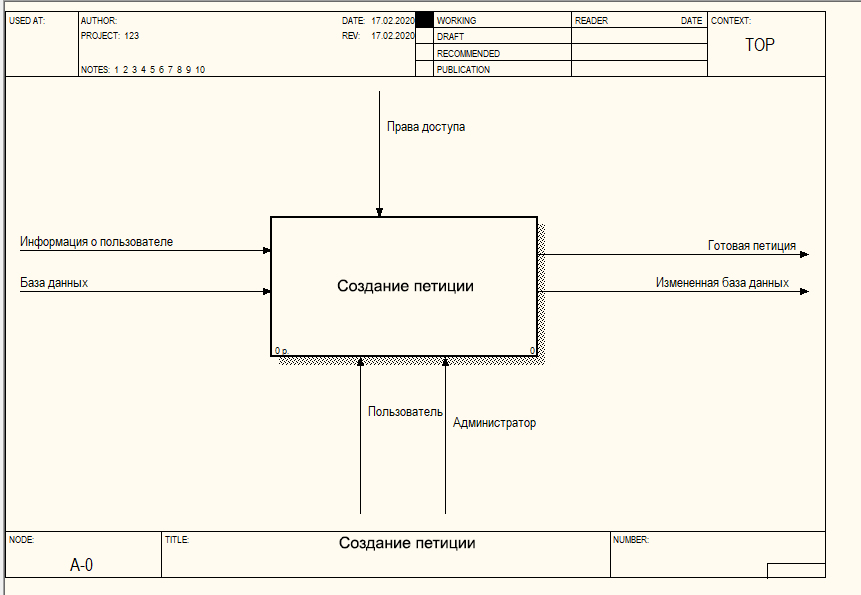 USED AT:
AUTHOR:
DATE: 17.02.2020
WORKING
READER
DATE
CONTEXT:
PROJECT: 123
REV: 17.02.2020
DRAFT
TOP
RECOMMENDED
NOTES: 1 2 3 4 5 6 7 8 9 10
PUBLICATION
Права доступа
Информация о пользователе
Готовая петиция
База данных
Измененная база данных
Создание петиции
0 р.
0
Пользователь
Администратор
NODE:
TITLE:
Создание петиции
NUMBER:
A-0